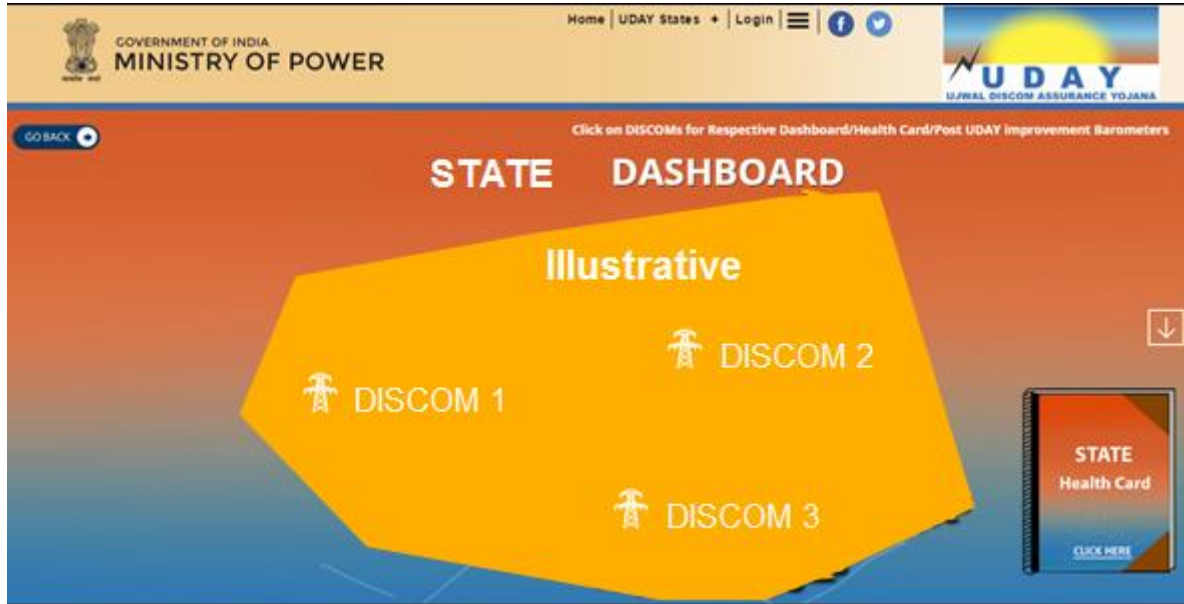 Home | UDAY States + | Login |
GOVERNMENT OF INDIA
MINISTRY OF POWER
UDAY
UJWAL DISCOM ASSURANCE YOJANA
GO BACK
Click on DISCOMs for Respective Dashboard/Health Card/Post UDAY improvement Barometers
STATE DASHBOARD
Illustrative
DISCOM 2
DISCOM 1
DISCOM 3
STATE
Health Card
CLICK HERE